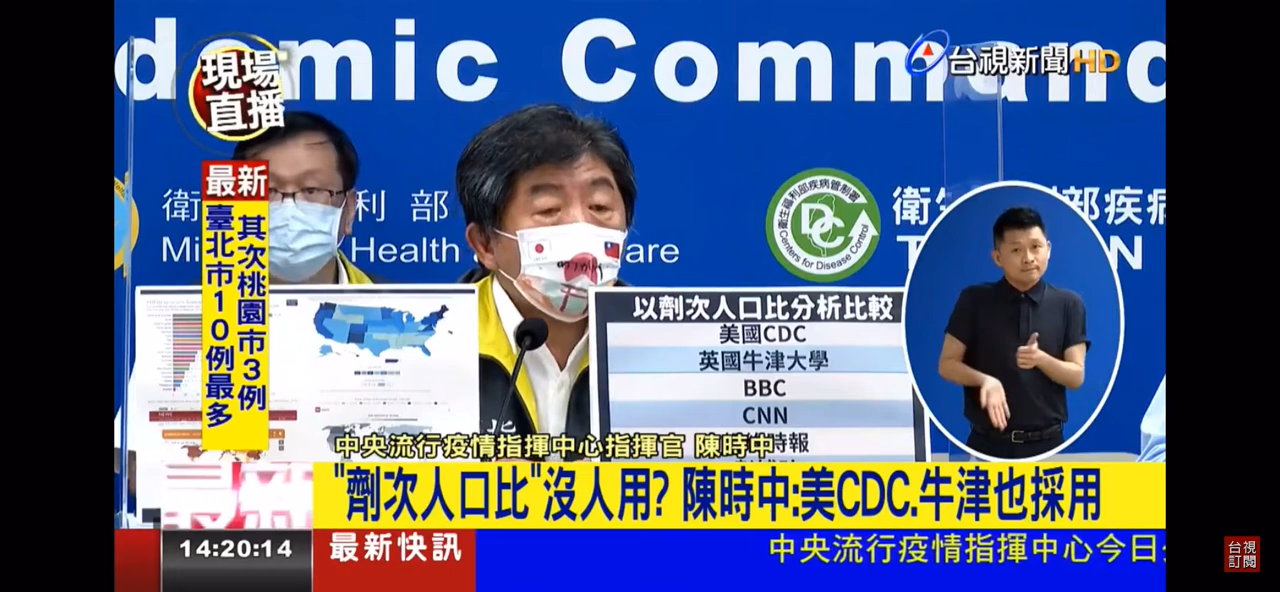 demic Command
台視新聞HD
現場
直播
最新
其次桃園市3例
臺北市10例最多
衛
利部
Mi
Health
are
衛生福利部疾病管制署
CDC
Centers for Disease Control
衛生
部疾病
以劑次人口比分析比較
美國CDC
英國牛津大學
BBC
CNN
時報
中央流行疫情指揮中心指揮官 陳時中
"劑次人口比"沒人用? 陳時中:美CDC.牛津也採用
最新
14:20:14
最新快訊
中央流行疫情指揮中心今日
台視
訂閱